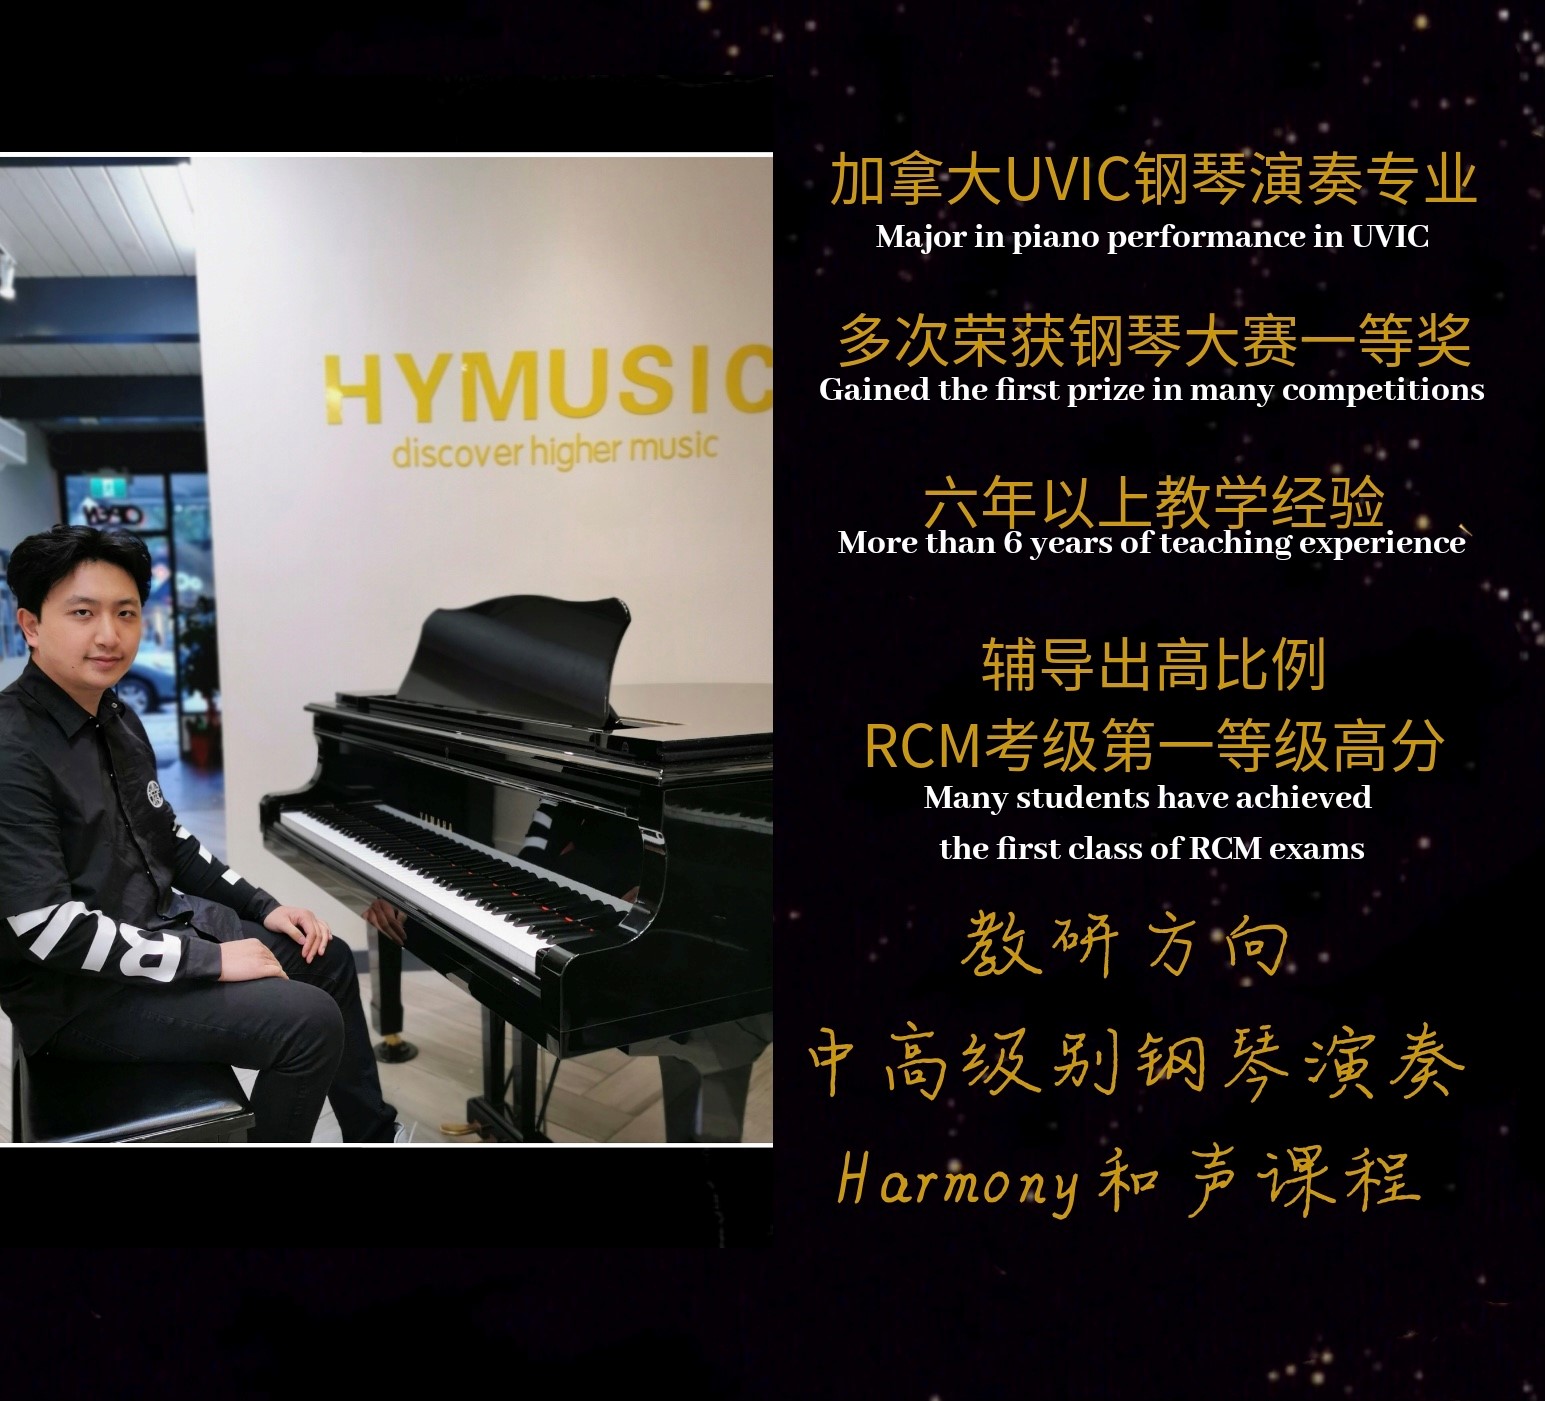 HYMUSIC
discover higher music
OPEN
YAMAHA
加拿大UVIC钢琴演奏专业
Major in piano performance in UVIC
多次荣获钢琴大赛一等奖
Gained the first prize in many competitions
六年以上教学经验
More than 6 years of teaching experience
辅导出高比例
RCM考级第一等级高分
Many students have achieved
the first class of RCM exams
教研方向
中高级别钢琴演奏
Harmony和声课程